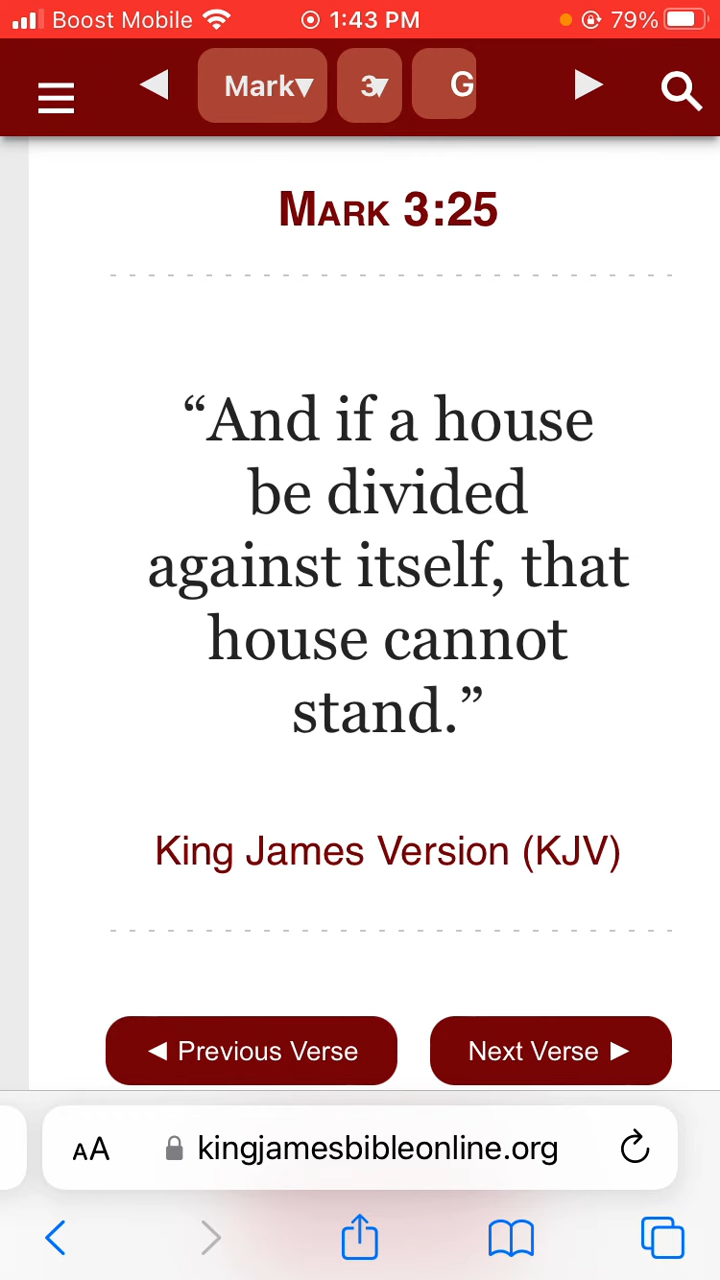 Boost Mobile 1:43 PM 79%
Mark▼ 3▼ G
MARK 3:25
“And if a house
be divided
against itself, that
house cannot
stand.”
King James Version (KJV)
◀ Previous Verse Next Verse ▶
AA kingjamesbibleonline.org